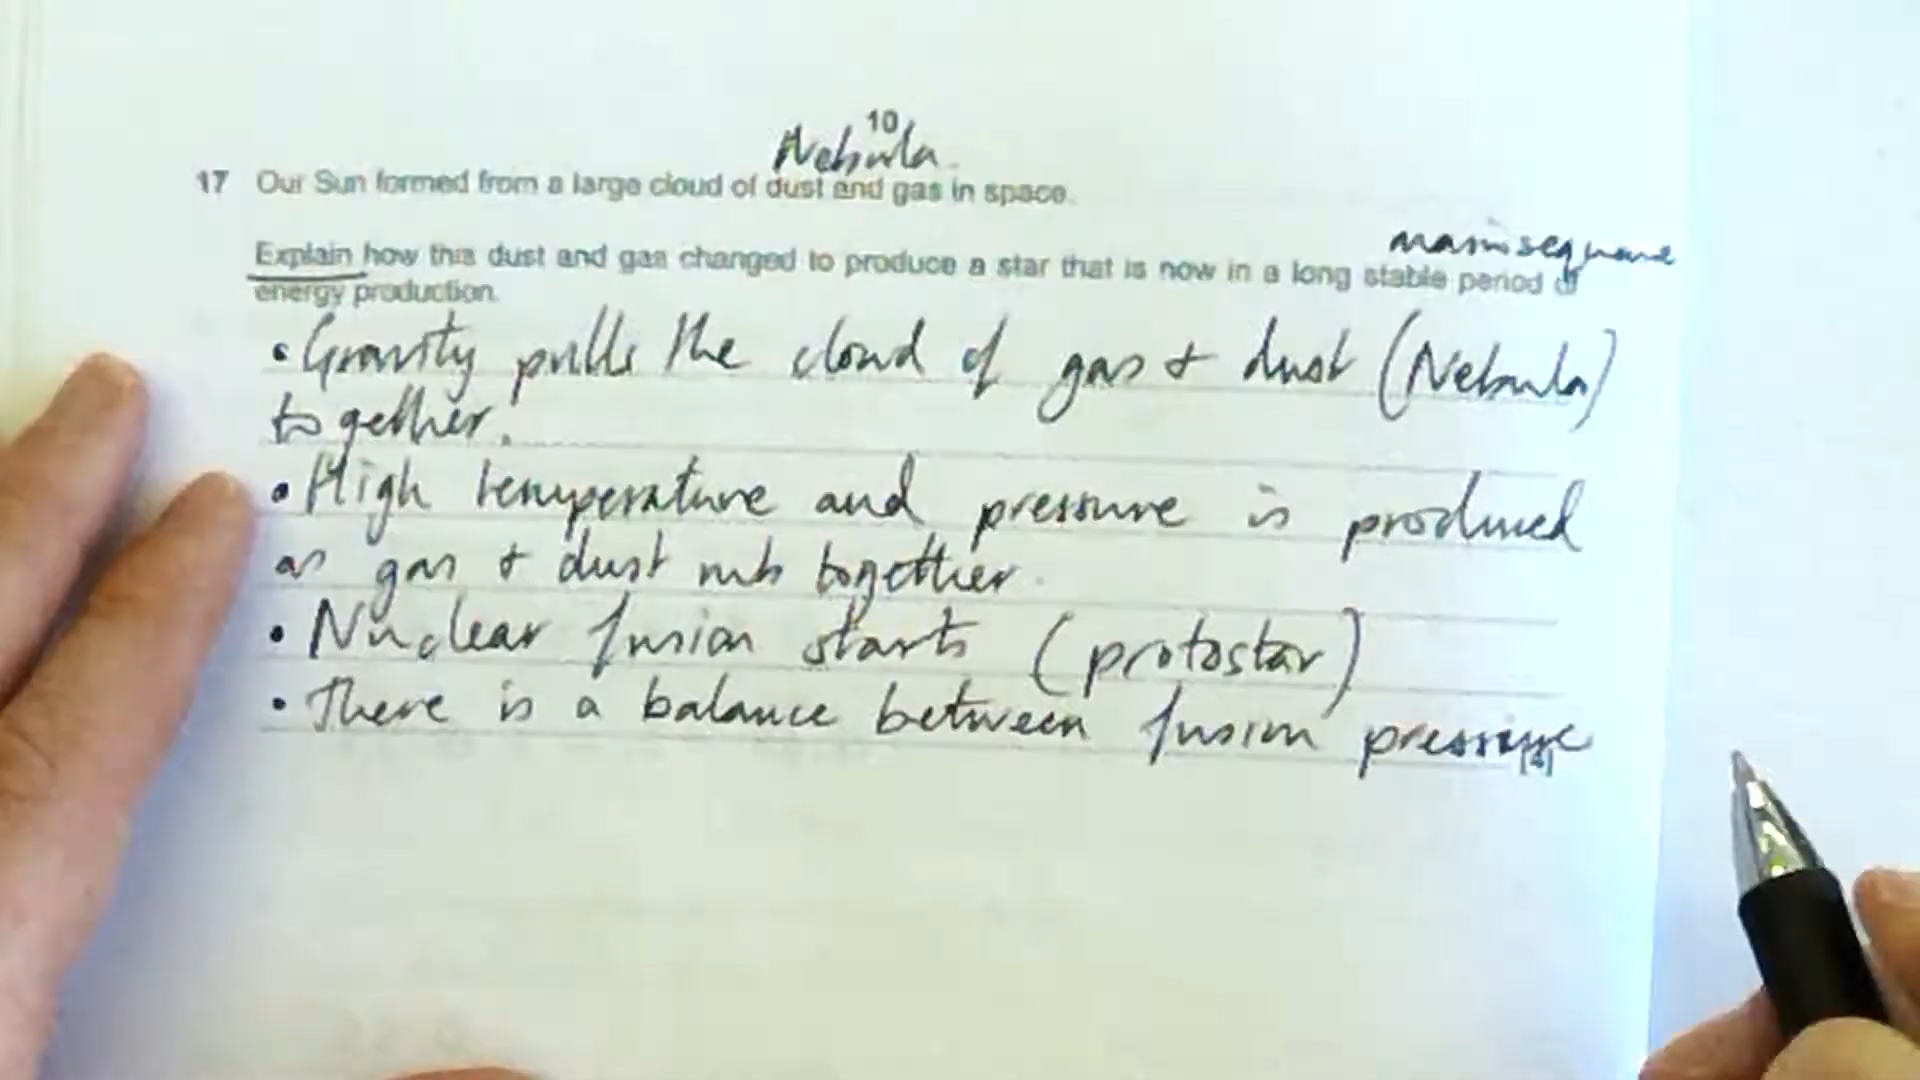 10
Nebula.
17 Our Sun formed from a large cloud of dust and gas in space.
main sequence
Explain how this dust and gas changed to produce a star that is now in a long stable period of
energy production.
• Gravity pulls the cloud of gas + dust (Nebula)
together.
• High temperature and pressure is produced
as gas + dust rub together.
• Nuclear fusion starts (protostar)
• There is a balance between fusion pressure
[4]